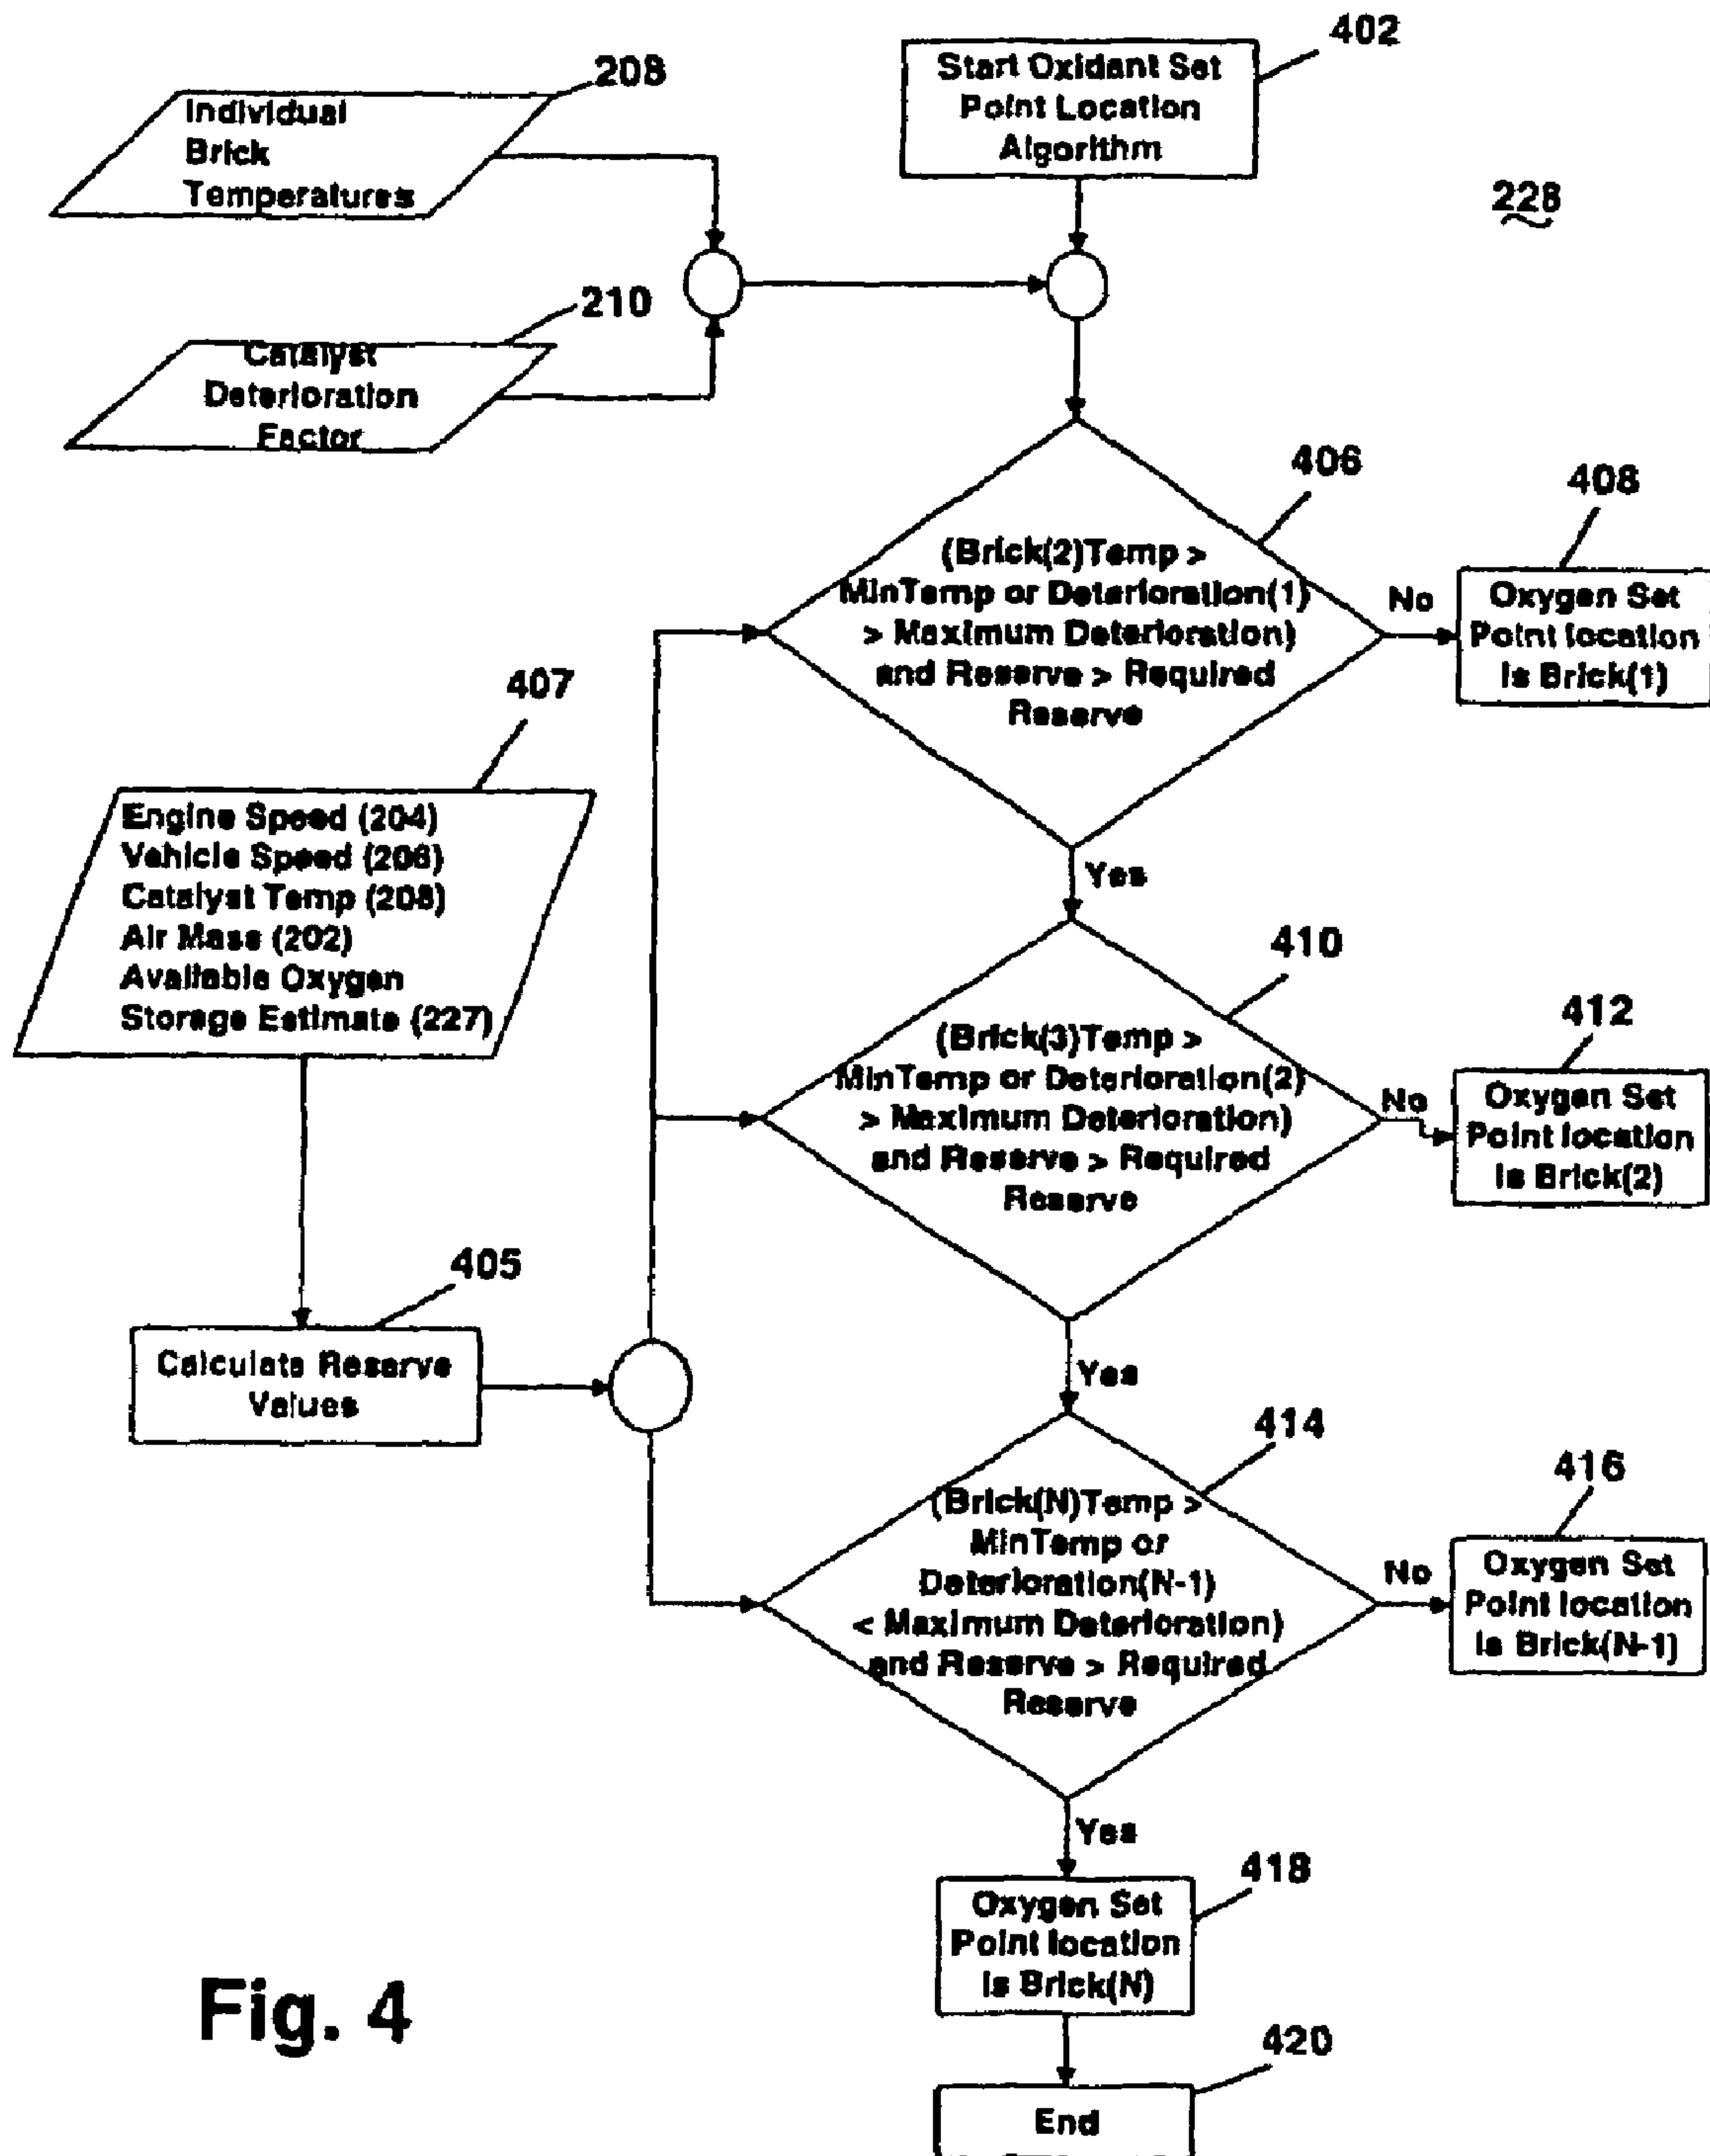 402
Start Oxidant Set
Point Location
Algorithm
208
Individual
Brick
Temperatures
228
210
Catalyst
Deterioration
Factor
406
(Brick(2)Temp >
MinTemp or Deterioration(1)
> Maximum Deterioration)
and Reserve > Required
Reserve
No
408
Oxygen Set
Point location
is Brick(1)
Yes
407
Engine Speed (204)
Vehicle Speed (206)
Catalyst Temp (208)
Air Mass (202)
Available Oxygen
Storage Estimate (227)
410
(Brick(3)Temp >
MinTemp or Deterioration(2)
> Maximum Deterioration)
and Reserve > Required
Reserve
No
412
Oxygen Set
Point location
is Brick(2)
Yes
405
Calculate Reserve
Values
414
(Brick(N)Temp >
MinTemp or
Deterioration(N-1)
< Maximum Deterioration)
and Reserve > Required
Reserve
No
416
Oxygen Set
Point location
is Brick(N-1)
Yes
418
Oxygen Set
Point location
is Brick(N)
420
End
Fig. 4